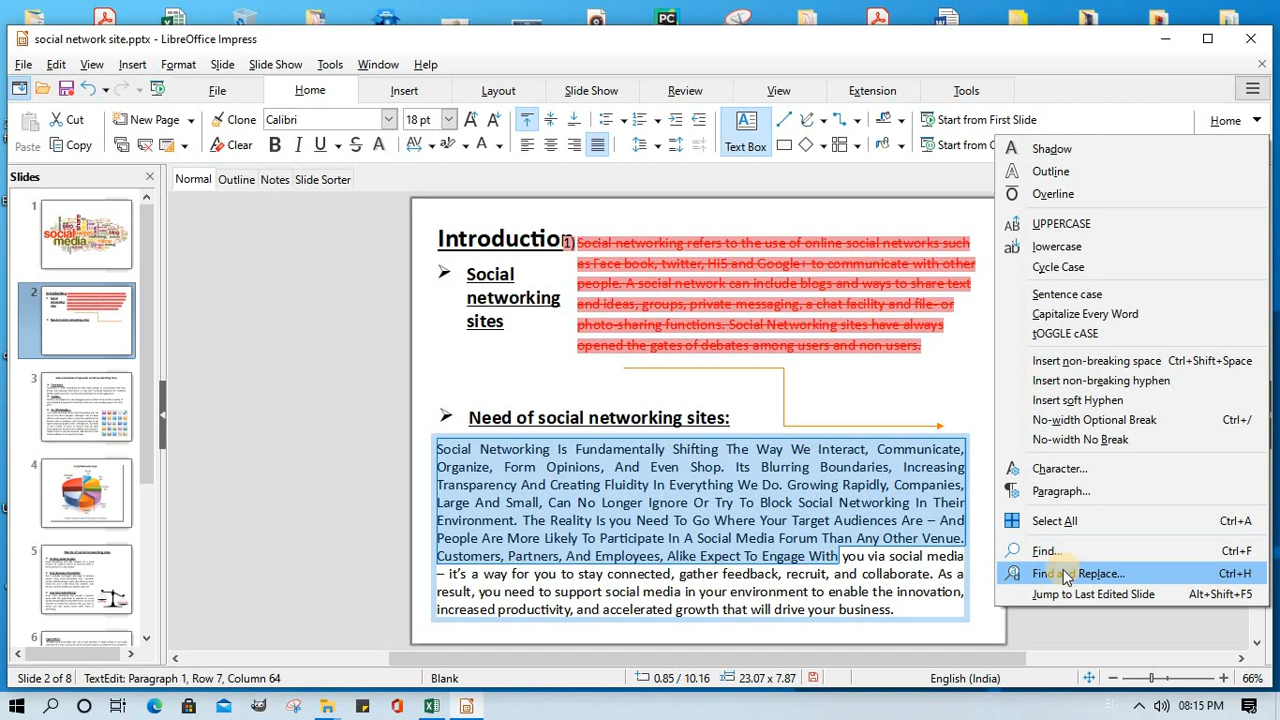 PC
social network site.pptx - LibreOffice Impress
File Edit View Insert Format Slide Slide Show Tools Window Help
File Home Insert Layout Slide Show Review View Extension Tools
Paste Cut Copy New Page Clone Clear Calibri 18 pt Text Box Start from First Slide Home
Start from C
Slides
Normal Outline Notes Slide Sorter
1
2
3
4
5
6
Introduction
1)
Social networking sites refers to the use of online social networks such
as Face book, twitter, Hi5 and Google+ to communicate with other
people. A social network can include blogs and ways to share text
and ideas, groups, private me-aging, a chat facility and file- or
photo-sharing functions. Social Networking sites have always
opened the gates of debates among users and non users.
Social
networking
sites
Need of social networking sites:
Social Networking Is Fundamentally Shifting The Way We Interact, Communicate,
Organize, Form Opinions, And Even Shop. Its Blurring Boundaries, Increasing
Transparency And Creating Fluidity In Everything We Do. Growing Rapidly, Companies,
Large And Small, Can No Longer Ignore Or Try To Block Social Networking In Their
Environment. The Reality Is you Need To Go Where Your Target Audiences Are – And
People Are More Likely To Participate In A Social Media Forum Than Any Other Venue.
Customers, Partners, And Employees, Alike Expect To Engage With you via social media
– it's a way for you to stay connected, gather feedback, recruit, and collaborate. As a
result, you need to support social media in your environment to enable the innovation,
increased productivity, and accelerated growth that will drive your business.
Shadow
Outline
Overline
UPPERCASE
lowercase
Cycle Case
Sentence case
Capitalize Every Word
tOGGLE cASE
Insert non-breaking space Ctrl+Shift+Space
Insert non-breaking hyphen
Insert soft Hyphen
No-width Optional Break Ctrl+/
No-width No Break
Character...
Paragraph...
Select All Ctrl+A
Find... Ctrl+F
Find and Replace... Ctrl+H
Jump to Last Edited Slide Alt+Shift+F5
Slide 2 of 8 TextEdit: Paragraph 1, Row 7, Column 64 Blank 0.85 / 10.16 23.07 x 7.87 English (India) 66%
08:15 PM